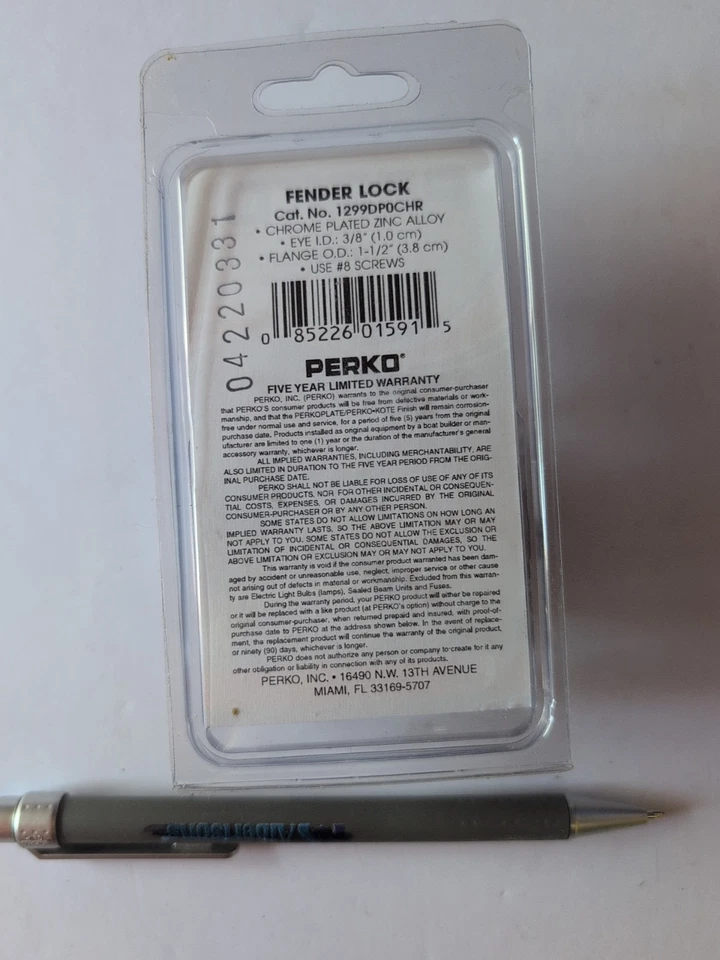 FENDER LOCK
Cat. No. 1299DP0CHR
• CHROME PLATED ZINC ALLOY
• EYE I.D.: 3/8" (1.0 cm)
• FLANGE O.D.: 1-1/2" (3.8 cm)
• USE #8 SCREWS
04220331
0 85226 01591 5
PERKO®
FIVE YEAR LIMITED WARRANTY
PERKO, INC. (PERKO) warrants to the original consumer-purchaser
that PERKO'S consumer products will be free from defective materials or work-
manship, and that the PERKOPLATE/PERKO-KOTE Finish will remain corrosion-
free under normal use and service, for a period of five (5) years from the original
purchase date. Products installed as original equipment by a boat builder or man-
ufacturer are limited to one (1) year or the duration of the manufacturer's general
accessory warranty, whichever is longer.
ALL IMPLIED WARRANTIES, INCLUDING MERCHANTABILITY, ARE
ALSO LIMITED IN DURATION TO THE FIVE YEAR PERIOD FROM THE ORIG-
INAL PURCHASE DATE.
PERKO SHALL NOT BE LIABLE FOR LOSS OF USE OF ANY OF ITS
CONSUMER PRODUCTS, NOR FOR OTHER INCIDENTAL OR CONSEQUEN-
TIAL COSTS, EXPENSES, OR DAMAGES INCURRED BY THE ORIGINAL
CONSUMER-PURCHASER OR BY ANY OTHER PERSON.
SOME STATES DO NOT ALLOW LIMITATIONS ON HOW LONG AN
IMPLIED WARRANTY LASTS, SO THE ABOVE LIMITATION MAY OR MAY
NOT APPLY TO YOU. SOME STATES DO NOT ALLOW THE EXCLUSION OR
LIMITATION OF INCIDENTAL OR CONSEQUENTIAL DAMAGES, SO THE
ABOVE LIMITATION OR EXCLUSION MAY OR MAY NOT APPLY TO YOU.
This warranty is void if the consumer product warranted has been dam-
aged by accident or unreasonable use, neglect, improper service or other cause
not arising out of defects in material or workmanship. Excluded from this warran-
ty are Electric Light Bulbs (lamps), Sealed Beam Units and Fuses.
During the warranty period, your PERKO product will either be repaired
or it will be replaced with a like product (at PERKO's option) without charge to the
original consumer-purchaser, when returned prepaid and insured, with proof-of-
purchase date to PERKO at the address shown below. In the event of replace-
ment, the replacement product will continue the warranty of the original product,
or ninety (90) days, whichever is longer.
PERKO does not authorize any person or company to create for it any
other obligation or liability in connection with any of its products.
PERKO, INC. • 16490 N.W. 13TH AVENUE
MIAMI, FL 33169-5707